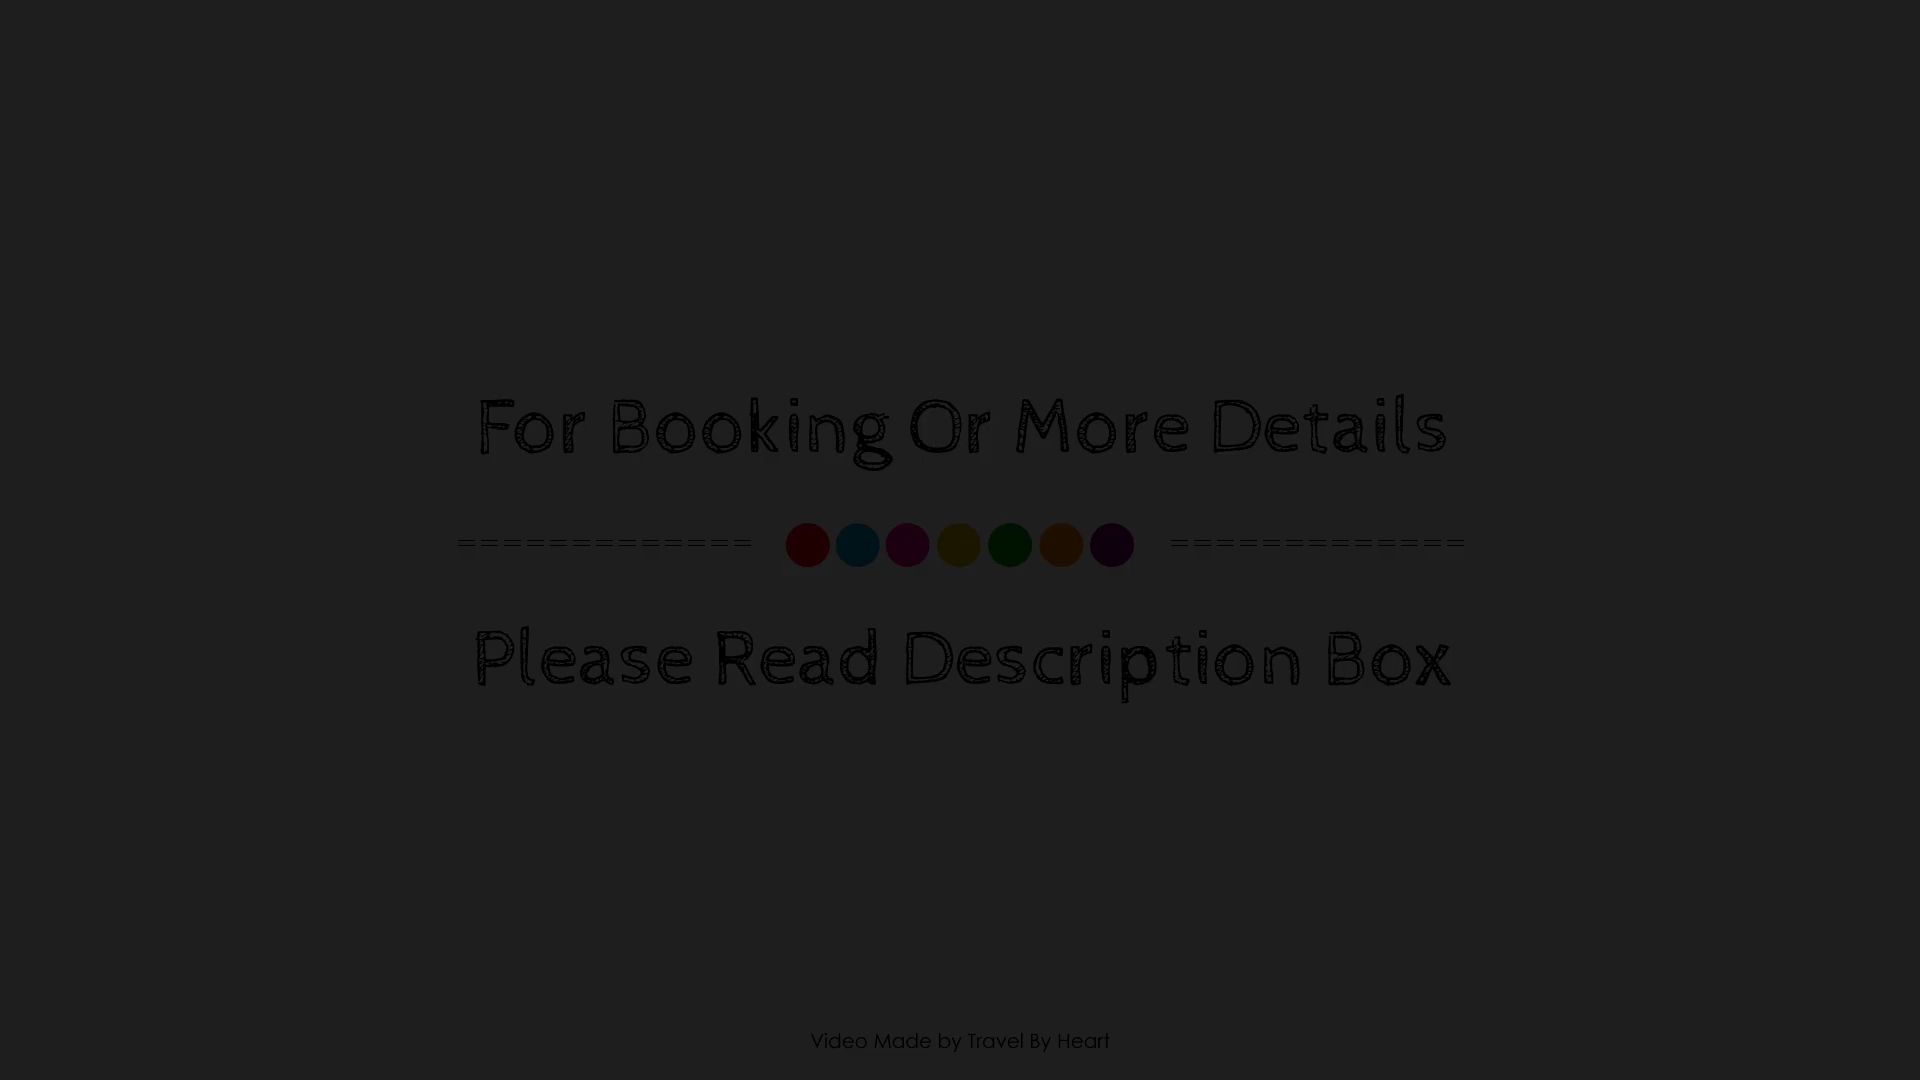 For Booking Or More Details
============= =============
Please Read Description Box
Video Made by Travel By Heart